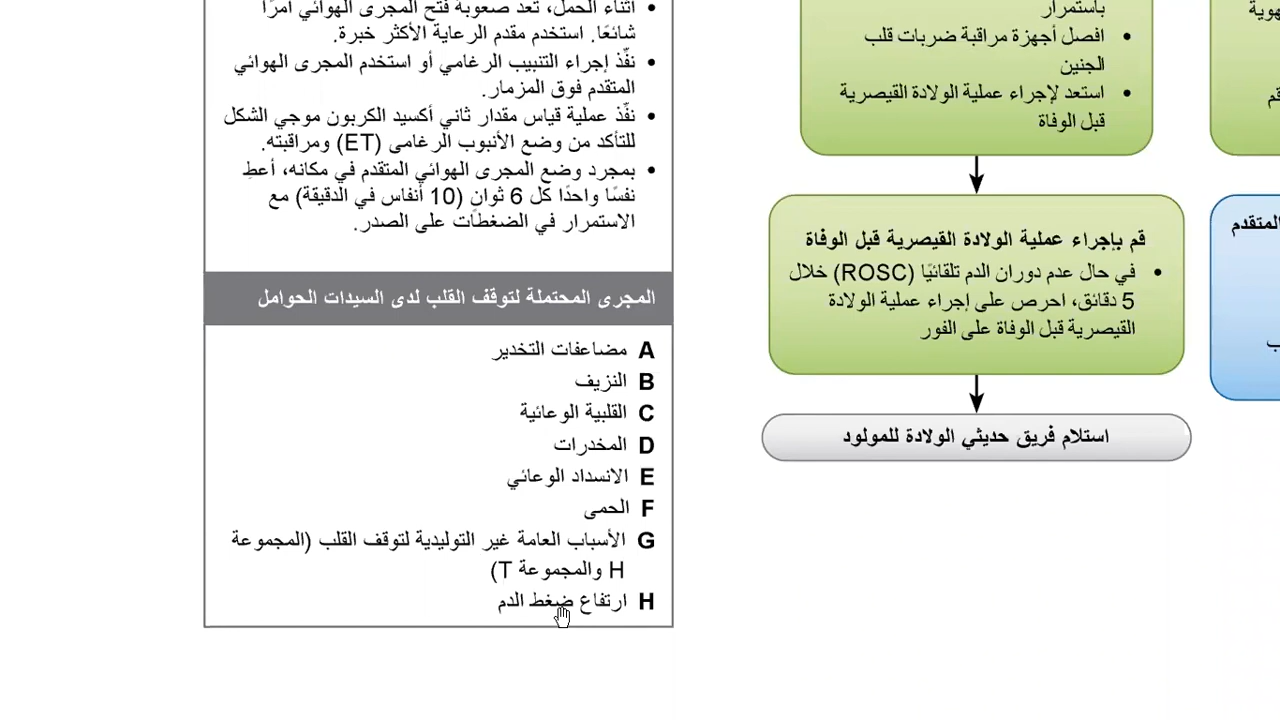 هوية
قم
المتقدم
ب
باستمرار
• افصل أجهزة مراقبة ضربات قلب
الجنين
• استعد لإجراء عملية الولادة القيصرية
قبل الوفاة
قم بإجراء عملية الولادة القيصرية قبل الوفاة
• في حال عدم دوران الدم تلقائيًا (ROSC) خلال
5 دقائق، احرص على إجراء عملية الولادة
القيصرية قبل الوفاة على الفور
استلام فريق حديثي الولادة للمولود
• أثناء الحمل، تُعد صعوبة فتح المجرى الهوائي أمرًا
شائعًا. استخدم مقدم الرعاية الأكثر خبرة.
• نفِّذ إجراء التنبيب الرغامي أو استخدم المجرى الهوائي
المتقدم فوق المزمار.
• نفِّذ عملية قياس مقدار ثاني أكسيد الكربون موجي الشكل
للتأكد من وضع الأنبوب الرغامى (ET) ومراقبته.
• بمجرد وضع المجرى الهوائي المتقدم في مكانه، أعطِ
نفسًا واحدًا كل 6 ثوانٍ (10 أنفاس في الدقيقة) مع
الاستمرار في الضغطات على الصدر.
المجرى المحتملة لتوقف القلب لدى السيدات الحوامل
A مضاعفات التخدير
B النزيف
C القلبية الوعائية
D المخدرات
E الانسداد الوعائي
F الحمى
G الأسباب العامة غير التوليدية لتوقف القلب (المجموعة
H والمجموعة T)
H ارتفاع ضغط الدم